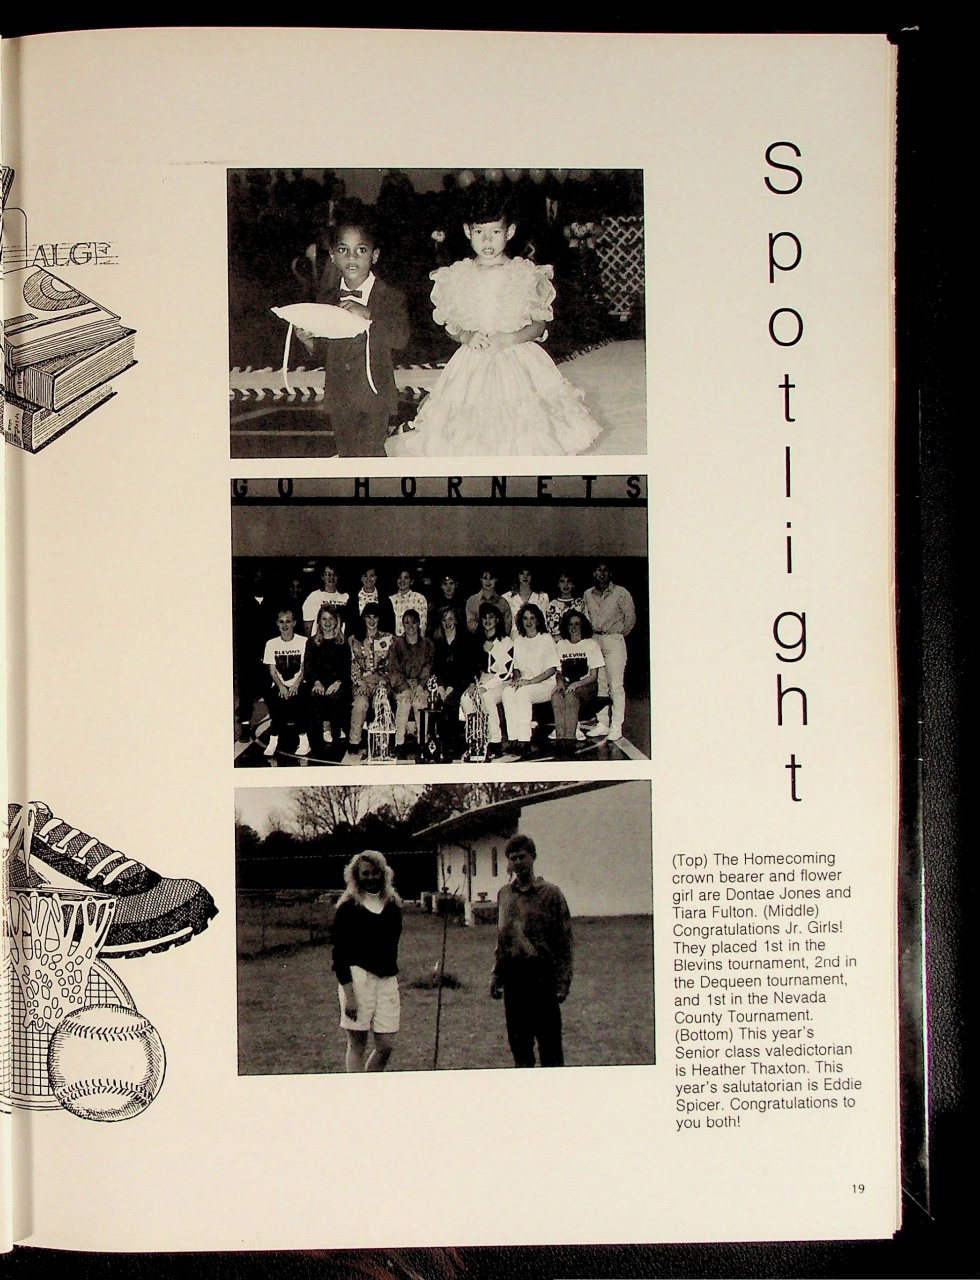 Spotlight
ALGE
GO HORNETS
BLEVINS
BLEVINS
BLEVINS
(Top) The Homecoming
crown bearer and flower
girl are Dontae Jones and
Tiara Fulton. (Middle)
Congratulations Jr. Girls!
They placed 1st in the
Blevins tournament, 2nd in
the Dequeen tournament,
and 1st in the Nevada
County Tournament.
(Bottom) This year's
Senior class valedictorian
is Heather Thaxton. This
year's salutatorian is Eddie
Spicer. Congratulations to
you both!
19